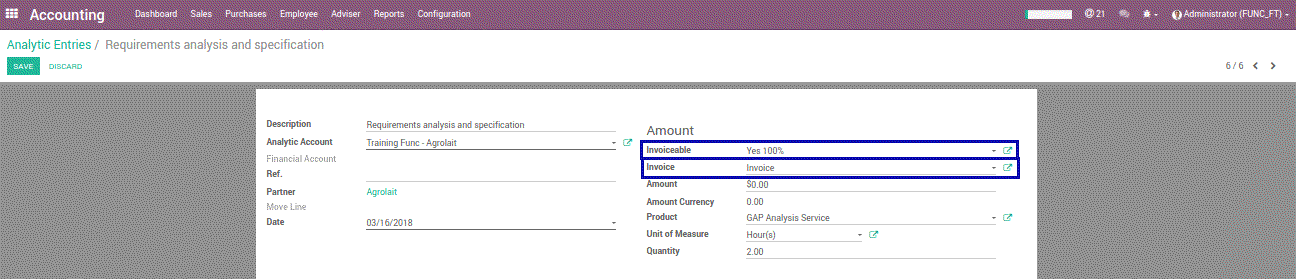 Accounting Dashboard Sales Purchases Employee Adviser Reports Configuration @ 21 Administrator (FUNC_FT)
Analytic Entries / Requirements analysis and specification
SAVE DISCARD 6 / 6
Description Requirements analysis and specification
Analytic Account Training Func - Agrolait
Financial Account
Ref.
Partner Agrolait
Move Line
Date 03/16/2018
Amount
Invoiceable Yes 100%
Invoice Invoice
Amount $0.00
Amount Currency 0.00
Product GAP Analysis Service
Unit of Measure Hour(s)
Quantity 2.00